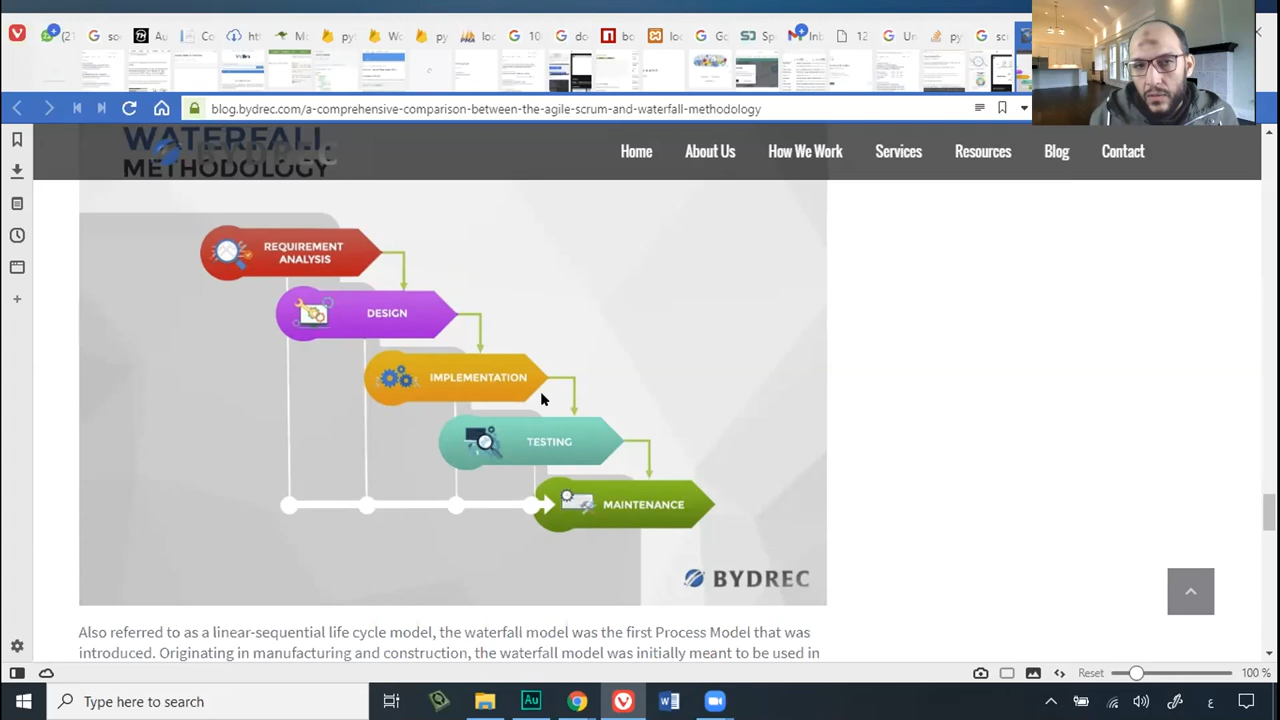 blog.bydrec.com/a-comprehensive-comparison-between-the-agile-scrum-and-waterfall-methodology
Home
About Us
How We Work
Services
Resources
Blog
Contact
WATERFALL
METHODOLOGY
REQUIREMENT
ANALYSIS
DESIGN
IMPLEMENTATION
TESTING
MAINTENANCE
BYDREC
Also referred to as a linear-sequential life cycle model, the waterfall model was the first Process Model that was
introduced. Originating in manufacturing and construction, the waterfall model was initially meant to be used in
Reset
100 %
Type here to search
ع